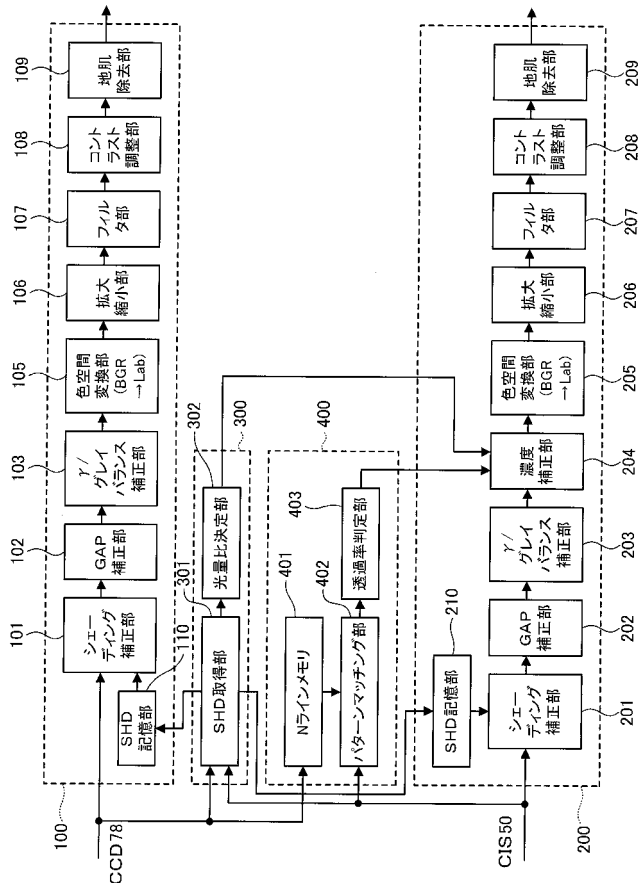 109
地肌
除去部
108
コント
ラスト
調整部
107
フィル
タ部
106
拡大
縮小部
105
色空間
変換部
(BGR
→Lab)
103
γ/
グレイ
バランス
補正部
102
GAP
補正部
101
シェー
ディング
補正部
110
SHD
記憶部
100
CCD78
300
302
光量比決定部
301
SHD取得部
400
403
透過率判定部
401
Nラインメモリ
402
パターンマッチング部
209
地肌
除去部
208
コント
ラスト
調整部
207
フィル
タ部
206
拡大
縮小部
205
色空間
変換部
(BGR
→Lab)
204
濃度
補正部
203
γ/
グレイ
バランス
補正部
202
GAP
補正部
210
SHD記憶部
201
シェー
ディング
補正部
CIS50
200